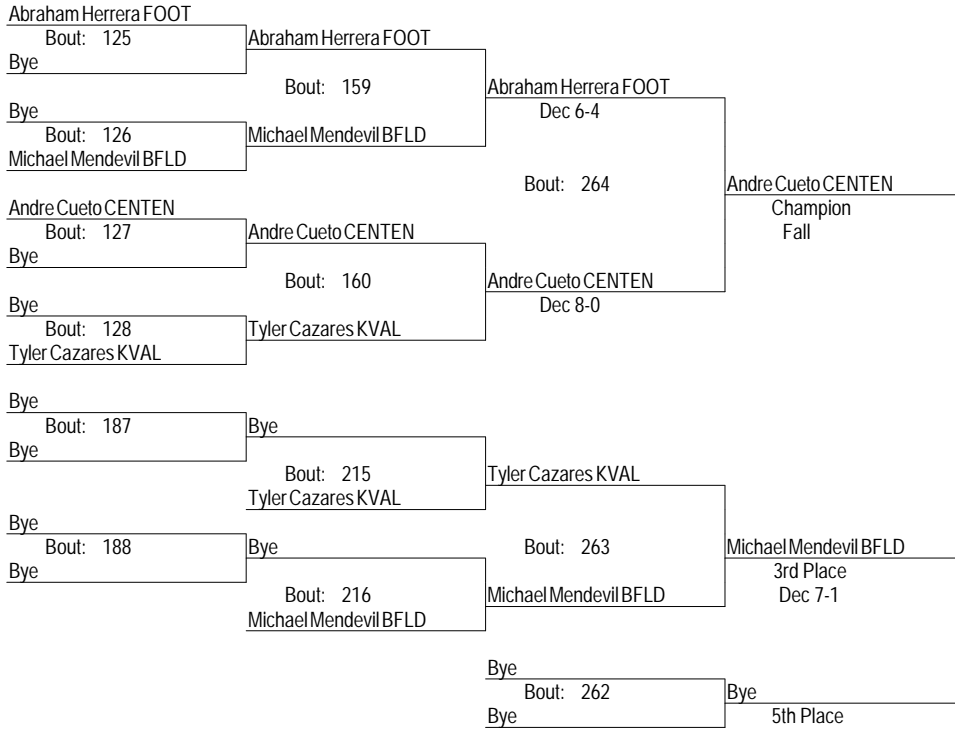 Abraham Herrera FOOT
Bout: 125
Abraham Herrera FOOT
Bye
Bout: 159
Abraham Herrera FOOT
Bye
Dec 6-4
Bout: 126
Michael Mendevil BFLD
Michael Mendevil BFLD
Bout: 264
Andre Cueto CENTEN
Andre Cueto CENTEN
Champion
Bout: 127
Andre Cueto CENTEN
Fall
Bye
Bout: 160
Andre Cueto CENTEN
Bye
Dec 8-0
Bout: 128
Tyler Cazares KVAL
Tyler Cazares KVAL
Bye
Bout: 187
Bye
Bye
Bout: 215
Tyler Cazares KVAL
Tyler Cazares KVAL
Bye
Bout: 188
Bye
Bout: 263
Michael Mendevil BFLD
Bye
3rd Place
Bout: 216
Michael Mendevil BFLD
Dec 7-1
Michael Mendevil BFLD
Bye
Bout: 262
Bye
Bye
5th Place